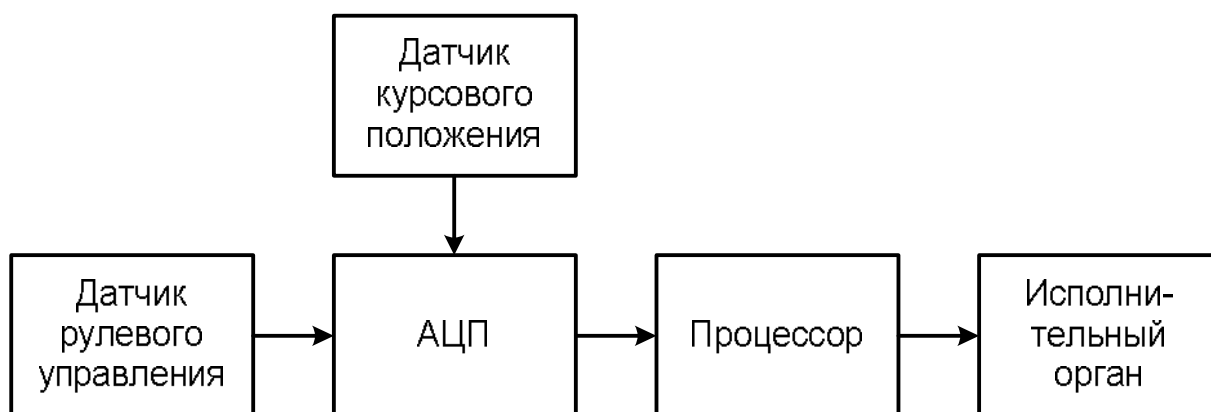 Датчик
курсового
положения
Датчик
рулевого
управления
АЦП
Процессор
Исполни-
тельный
орган